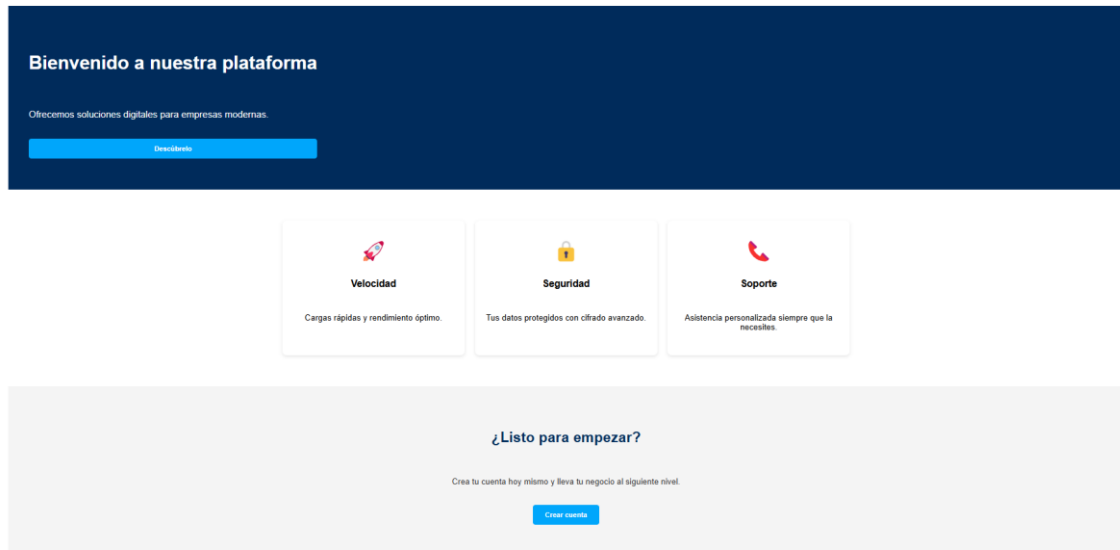 Bienvenido a nuestra plataforma
Ofrecemos soluciones digitales para empresas modernas.
Descúbrelo
Velocidad
Cargas rápidas y rendimiento óptimo.
Seguridad
Tus datos protegidos con cifrado avanzado.
Soporte
Asistencia personalizada siempre que la
necesites.
¿Listo para empezar?
Crea tu cuenta hoy mismo y lleva tu negocio al siguiente nivel.
Crear cuenta